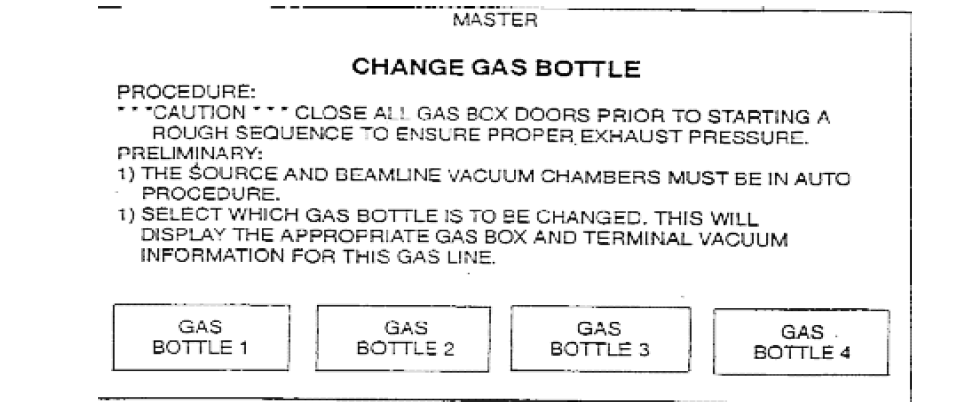 MASTER
CHANGE GAS BOTTLE
PROCEDURE:
* * *CAUTION * * * CLOSE ALL GAS BOX DOORS PRIOR TO STARTING A
ROUGH SEQUENCE TO ENSURE PROPER EXHAUST PRESSURE.
PRELIMINARY:
1) THE SOURCE AND BEAMLINE VACUUM CHAMBERS MUST BE IN AUTO
PROCEDURE.
1) SELECT WHICH GAS BOTTLE IS TO BE CHANGED. THIS WILL
DISPLAY THE APPROPRIATE GAS BOX AND TERMINAL VACUUM
INFORMATION FOR THIS GAS LINE.
GAS
BOTTLE 1
GAS
BOTTLE 2
GAS
BOTTLE 3
GAS
BOTTLE 4